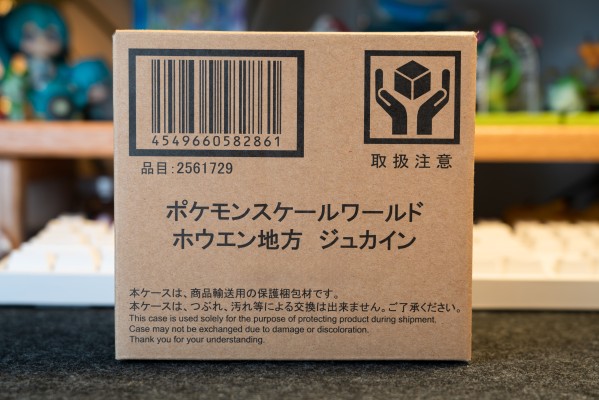 4549660582861
品目:2561729
取扱注意
ポケモンスケールワールド
ホウエン地方 ジュカイン
本ケースは、商品輸送用の保護梱包材です。
本ケースは、つぶれ、汚れ等による交換は出来ません。ご了承ください。
This case is used solely for the purpose of protecting product during shipment.
Case may not be exchanged due to damage or discoloration.
Thank you for your understanding.